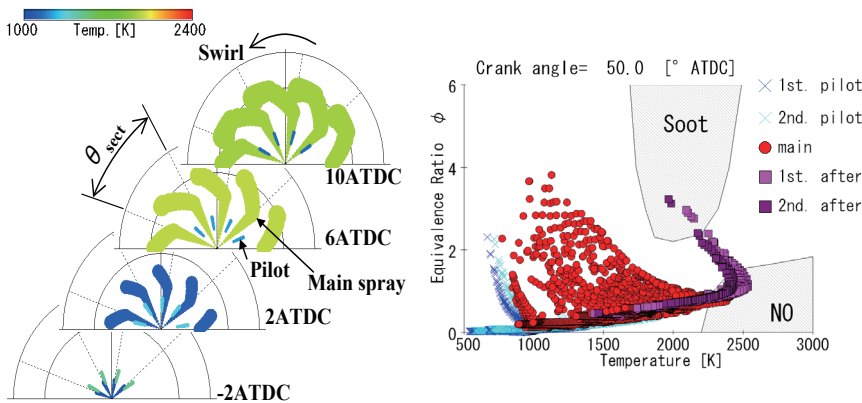 1000 Temp. [K] 2400
Swirl
θ sect
10ATDC
6ATDC
Pilot
Main spray
2ATDC
-2ATDC
Crank angle= 50.0 [° ATDC]
Equivalence Ratio φ
6
4
2
0
Soot
NO
500 1000 1500 2000 2500 3000
Temperature [K]
1st. pilot
2nd. pilot
main
1st. after
2nd. after